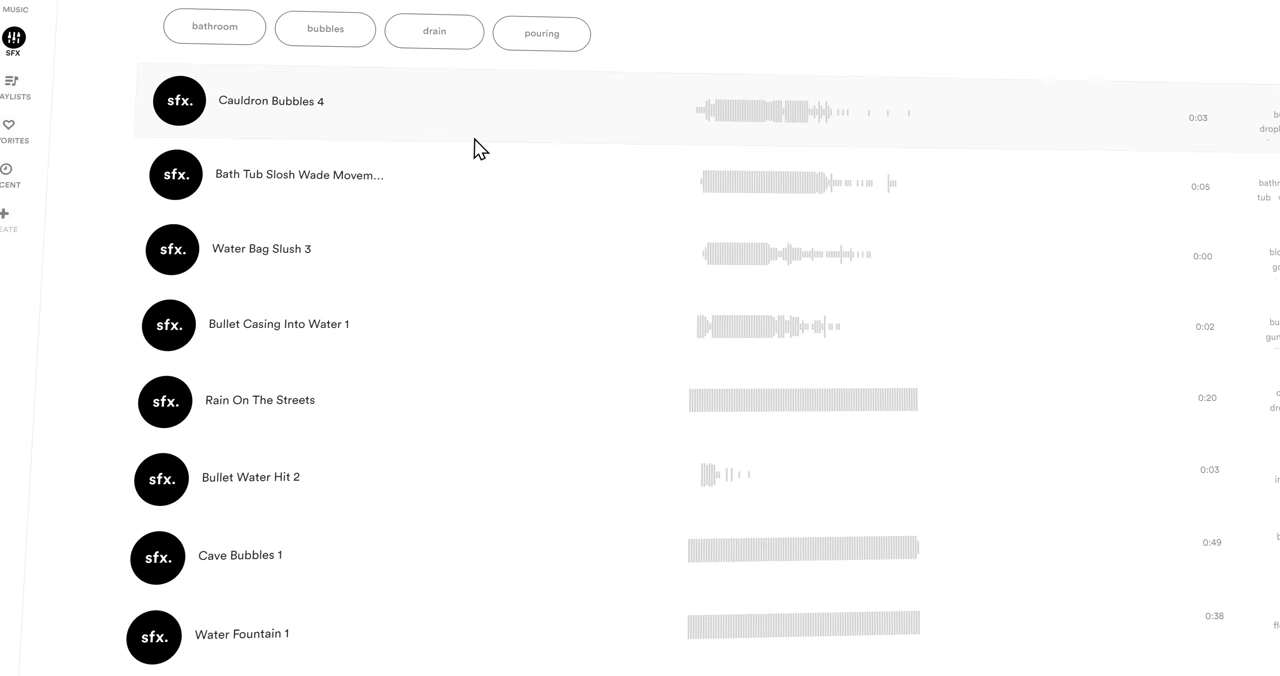 MUSIC
SFX
AYLISTS
VORITES
CENT
EATE
bathroom
bubbles
drain
pouring
sfx. Cauldron Bubbles 4 0:03
sfx. Bath Tub Slosh Wade Movem... 0:05
tub
sfx. Water Bag Slush 3 0:00
sfx. Bullet Casing Into Water 1 0:02
sfx. Rain On The Streets 0:20
sfx. Bullet Water Hit 2 0:03
sfx. Cave Bubbles 1 0:49
sfx. Water Fountain 1 0:38